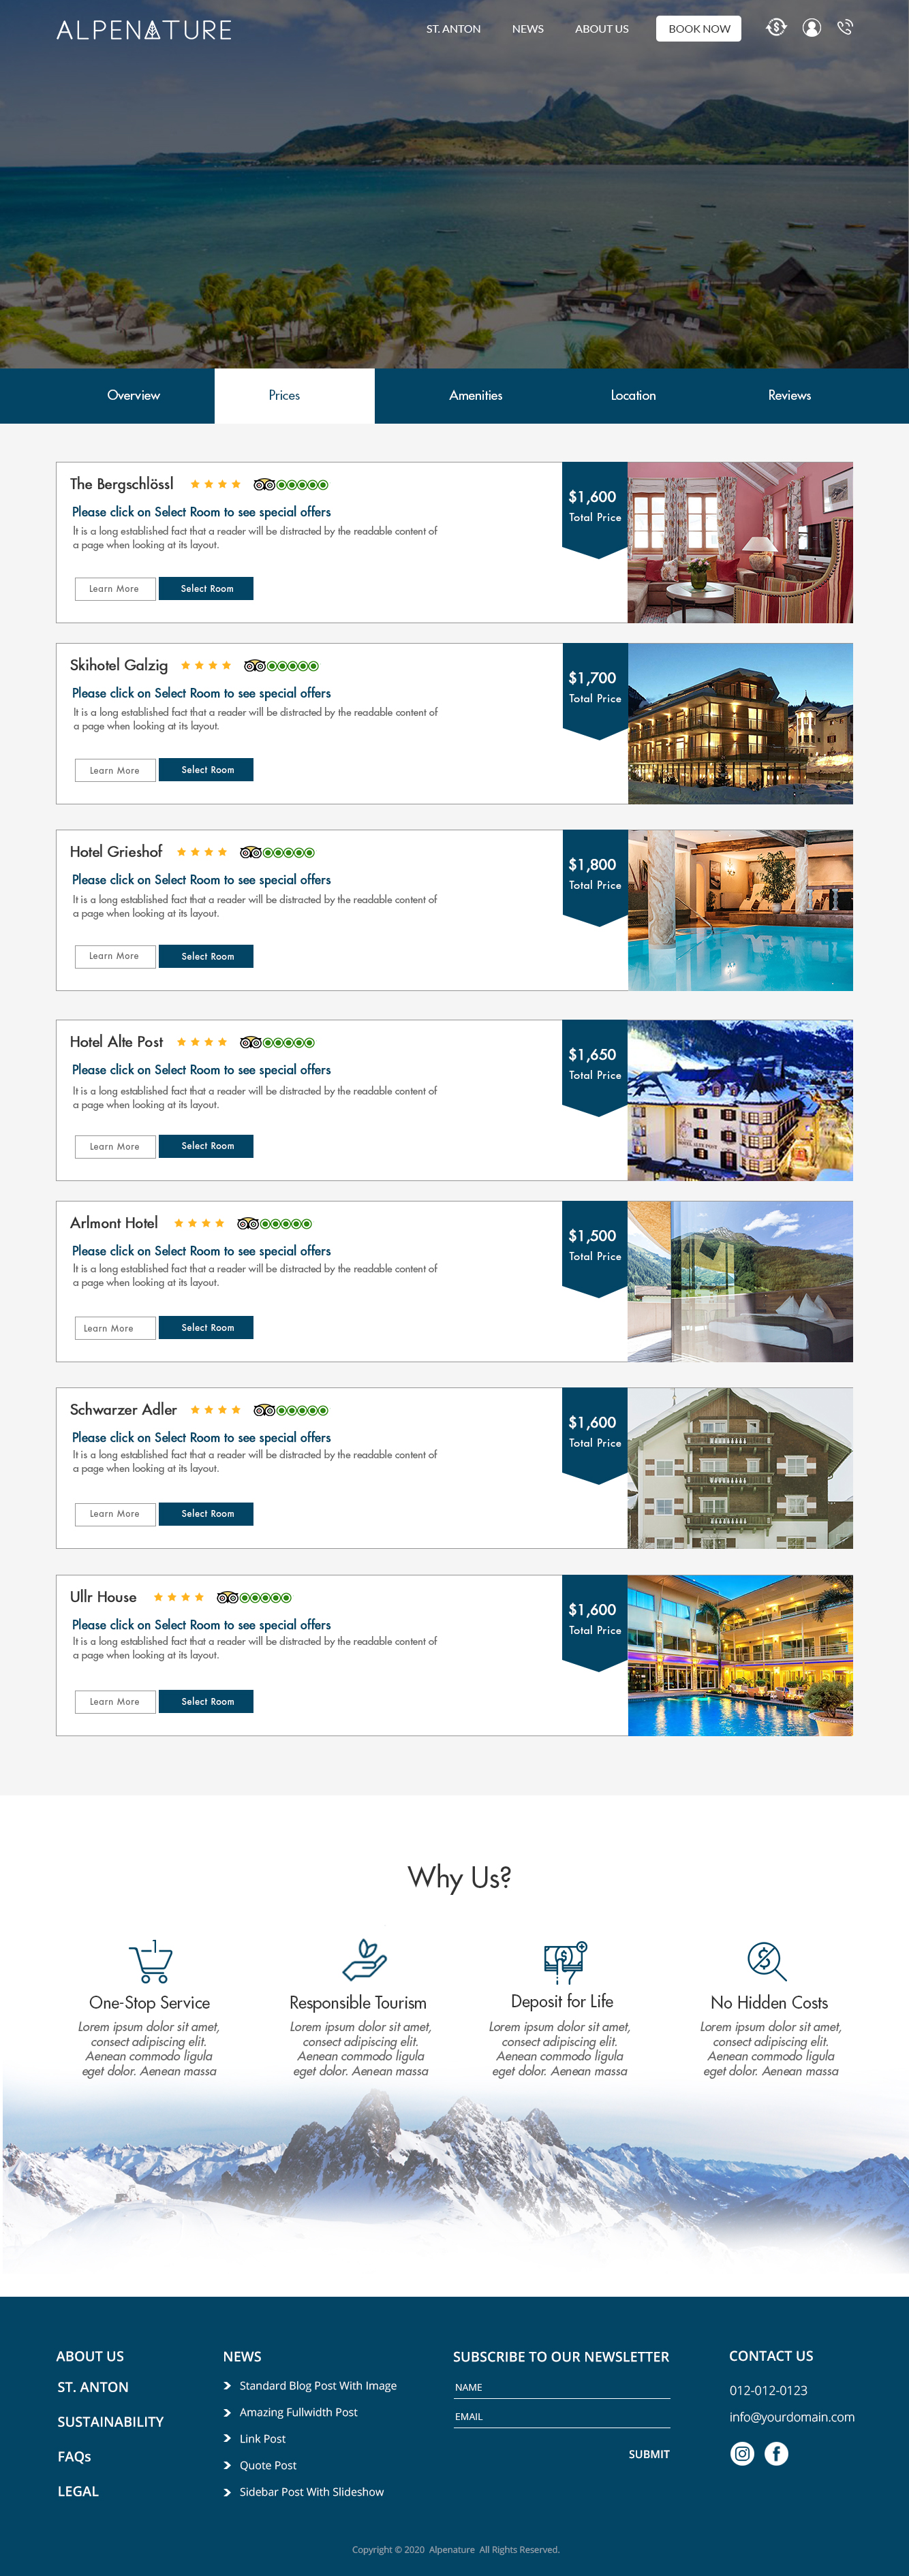 ALPENATURE
ST. ANTON NEWS ABOUT US BOOK NOW
Overview Prices Amenities Location Reviews
The Bergschlössl
Please click on Select Room to see special offers
It is a long established fact that a reader will be distracted by the readable content of
a page when looking at its layout.
Learn More Select Room
$1,600
Total Price
Skihotel Galzig
Please click on Select Room to see special offers
It is a long established fact that a reader will be distracted by the readable content of
a page when looking at its layout.
Learn More Select Room
$1,700
Total Price
Hotel Grieshof
Please click on Select Room to see special offers
It is a long established fact that a reader will be distracted by the readable content of
a page when looking at its layout.
Learn More Select Room
$1,800
Total Price
Hotel Alte Post
Please click on Select Room to see special offers
It is a long established fact that a reader will be distracted by the readable content of
a page when looking at its layout.
Learn More Select Room
$1,650
Total Price
HOTEL ALTE POST
Arlmont Hotel
Please click on Select Room to see special offers
It is a long established fact that a reader will be distracted by the readable content of
a page when looking at its layout.
Learn More Select Room
$1,500
Total Price
Schwarzer Adler
Please click on Select Room to see special offers
It is a long established fact that a reader will be distracted by the readable content of
a page when looking at its layout.
Learn More Select Room
$1,600
Total Price
Ullr House
Please click on Select Room to see special offers
It is a long established fact that a reader will be distracted by the readable content of
a page when looking at its layout.
Learn More Select Room
$1,600
Total Price
Why Us?
One-Stop Service
Lorem ipsum dolor sit amet,
consect adipiscing elit.
Aenean commodo ligula
eget dolor. Aenean massa
Responsible Tourism
Lorem ipsum dolor sit amet,
consect adipiscing elit.
Aenean commodo ligula
eget dolor. Aenean massa
Deposit for Life
Lorem ipsum dolor sit amet,
consect adipiscing elit.
Aenean commodo ligula
eget dolor. Aenean massa
No Hidden Costs
Lorem ipsum dolor sit amet,
consect adipiscing elit.
Aenean commodo ligula
eget dolor. Aenean massa
ABOUT US
ST. ANTON
SUSTAINABILITY
FAQs
LEGAL
NEWS
Standard Blog Post With Image
Amazing Fullwidth Post
Link Post
Quote Post
Sidebar Post With Slideshow
SUBSCRIBE TO OUR NEWSLETTER
NAME
EMAIL
SUBMIT
CONTACT US
012-012-0123
info@yourdomain.com
Copyright © 2020 Alpenature All Rights Reserved.